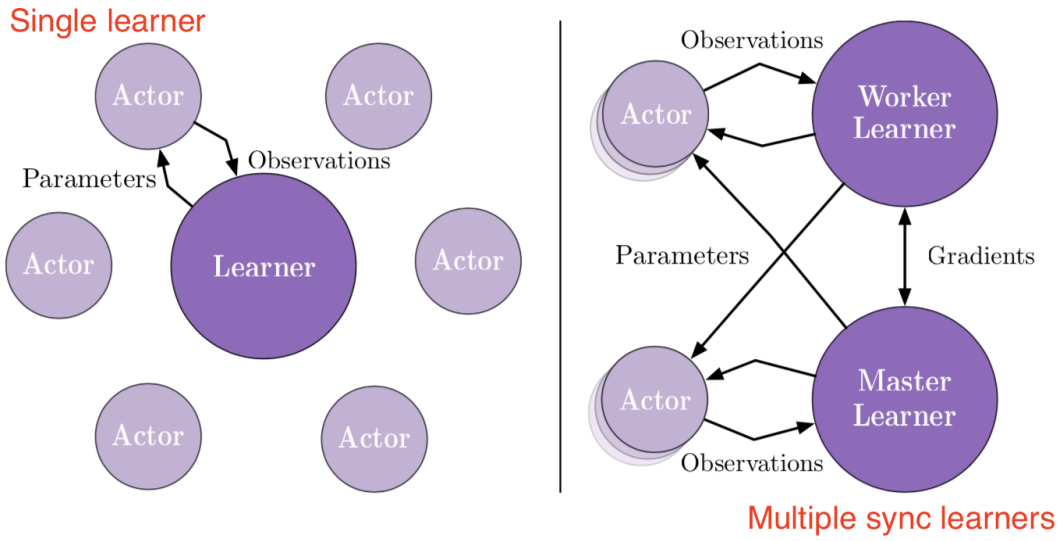 Single learner
Actor
Actor
Observations
Parameters
Actor
Learner
Actor
Actor
Actor
Observations
Actor
Worker
Learner
Parameters
Gradients
Actor
Master
Learner
Observations
Multiple sync learners